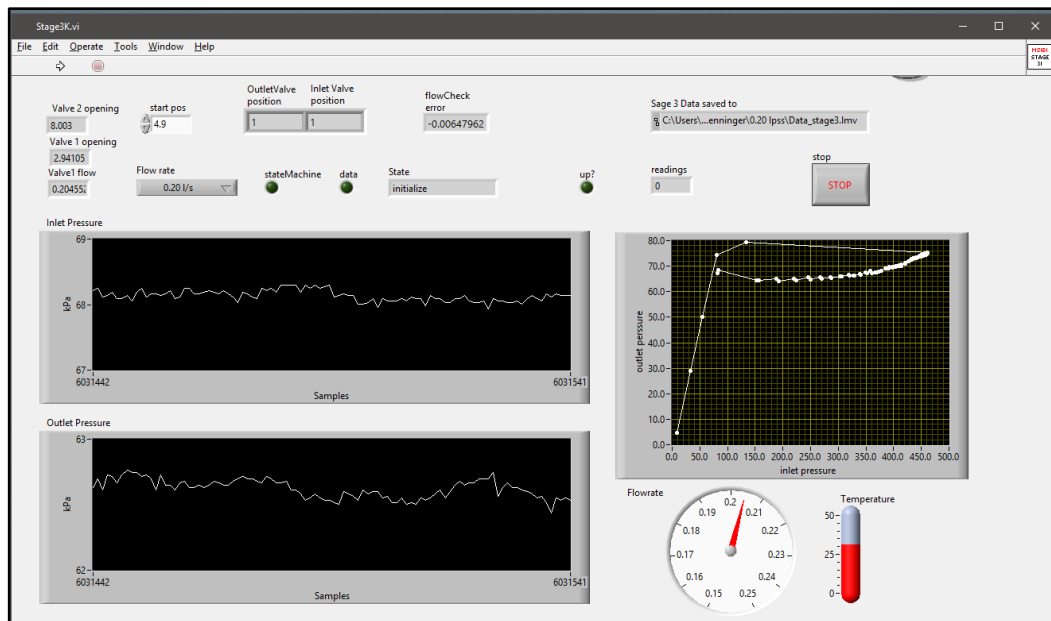 Stage3K.vi
File Edit Operate Tools Window Help
HSIBI
STAGE
31
Valve 2 opening
8.003
start pos
4.9
OutletValve
position
Inlet Valve
position
1
1
flowCheck
error
-0.00647962
Sage 3 Data saved to
C:\Users\...enninger\0.20 lpss\Data_stage3.lmv
Valve 1 opening
2.94105
Valve1 flow
0.20455
Flow rate
0.20 l/s
stateMachine
data
State
initialize
up?
readings
0
stop
STOP
Inlet Pressure
69
68
67
kPa
6031442
6031541
Samples
outlet perssure
80.0
70.0
60.0
50.0
40.0
30.0
20.0
10.0
0.0
0.0 50.0 100.0 150.0 200.0 250.0 300.0 350.0 400.0 450.0 500.0
inlet pressure
Outlet Pressure
63
62
kPa
6031442
6031541
Samples
Flowrate
0.15
0.16
0.17
0.18
0.19
0.2
0.21
0.22
0.23
0.24
0.25
Temperature
50
25
0